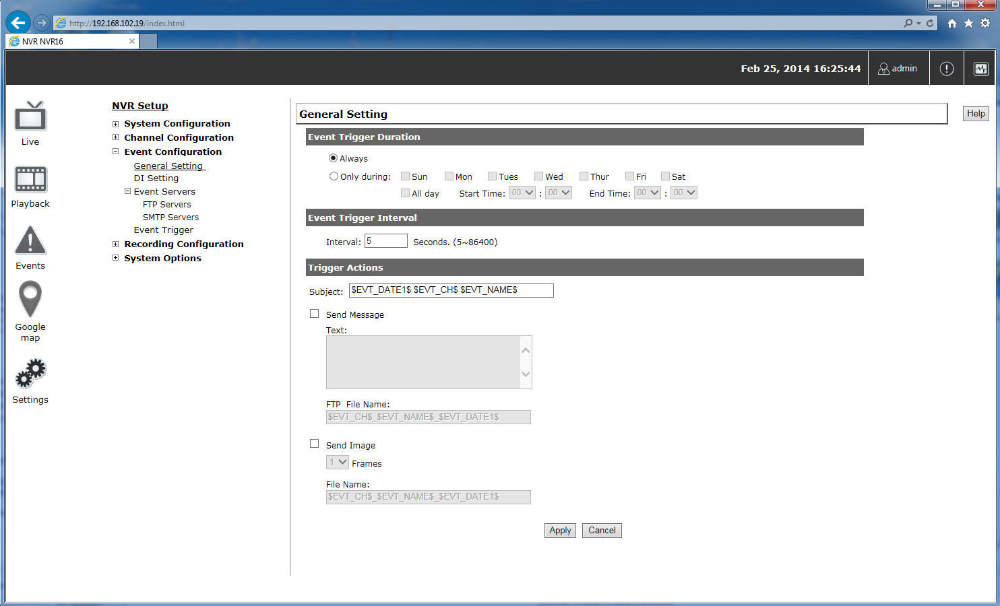 http://192.168.102.19/index.html
NVR NVR16
Feb 25, 2014 16:25:44 admin
Live
Playback
Events
Google
map
Settings
NVR Setup
System Configuration
Channel Configuration
Event Configuration
General Setting
DI Setting
Event Servers
FTP Servers
SMTP Servers
Event Trigger
Recording Configuration
System Options
General Setting
Help
Event Trigger Duration
Always
Only during: Sun Mon Tues Wed Thur Fri Sat
All day Start Time: 00 : 00 End Time: 00 : 00
Event Trigger Interval
Interval: 5 Seconds. (5~86400)
Trigger Actions
Subject: $EVT_DATE1$ $EVT_CH$ $EVT_NAME$
Send Message
Text:
FTP File Name:
$EVT_CH$_$EVT_NAME$_$EVT_DATE1$
Send Image
1 Frames
File Name:
$EVT_CH$_$EVT_NAME$_$EVT_DATE1$
Apply Cancel